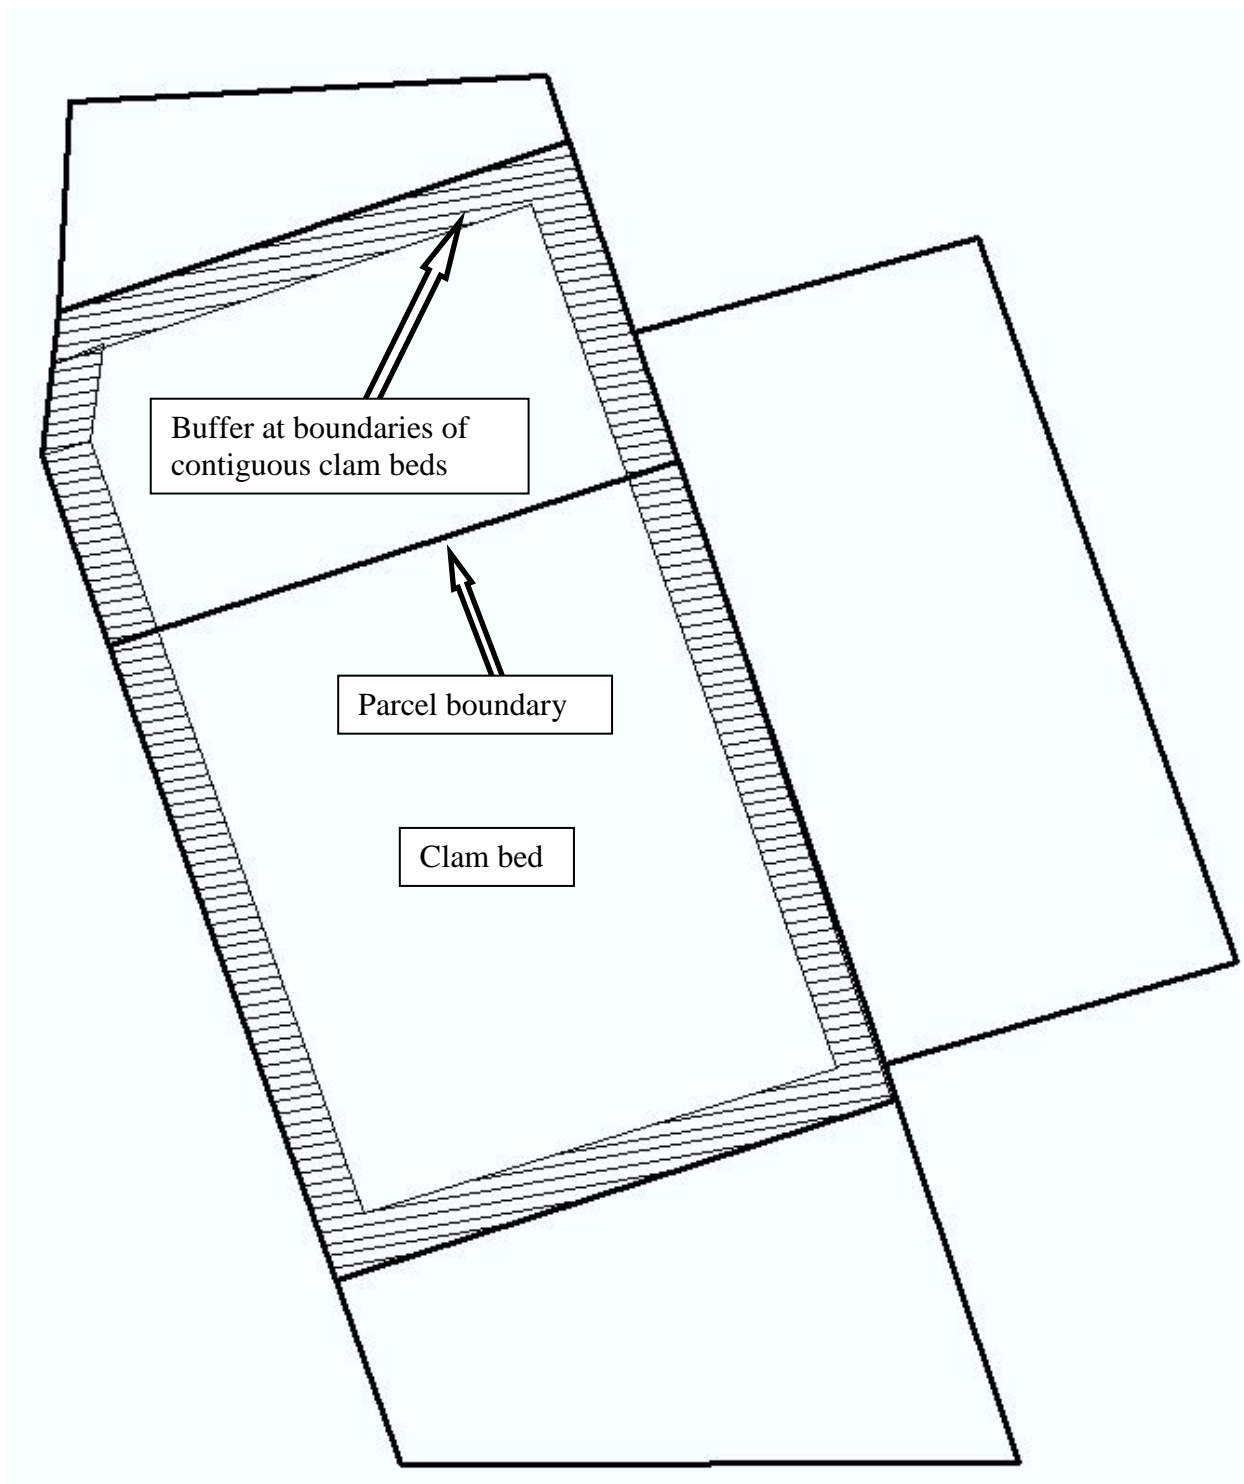 Buffer at boundaries of
contiguous clam beds
Parcel boundary
Clam bed